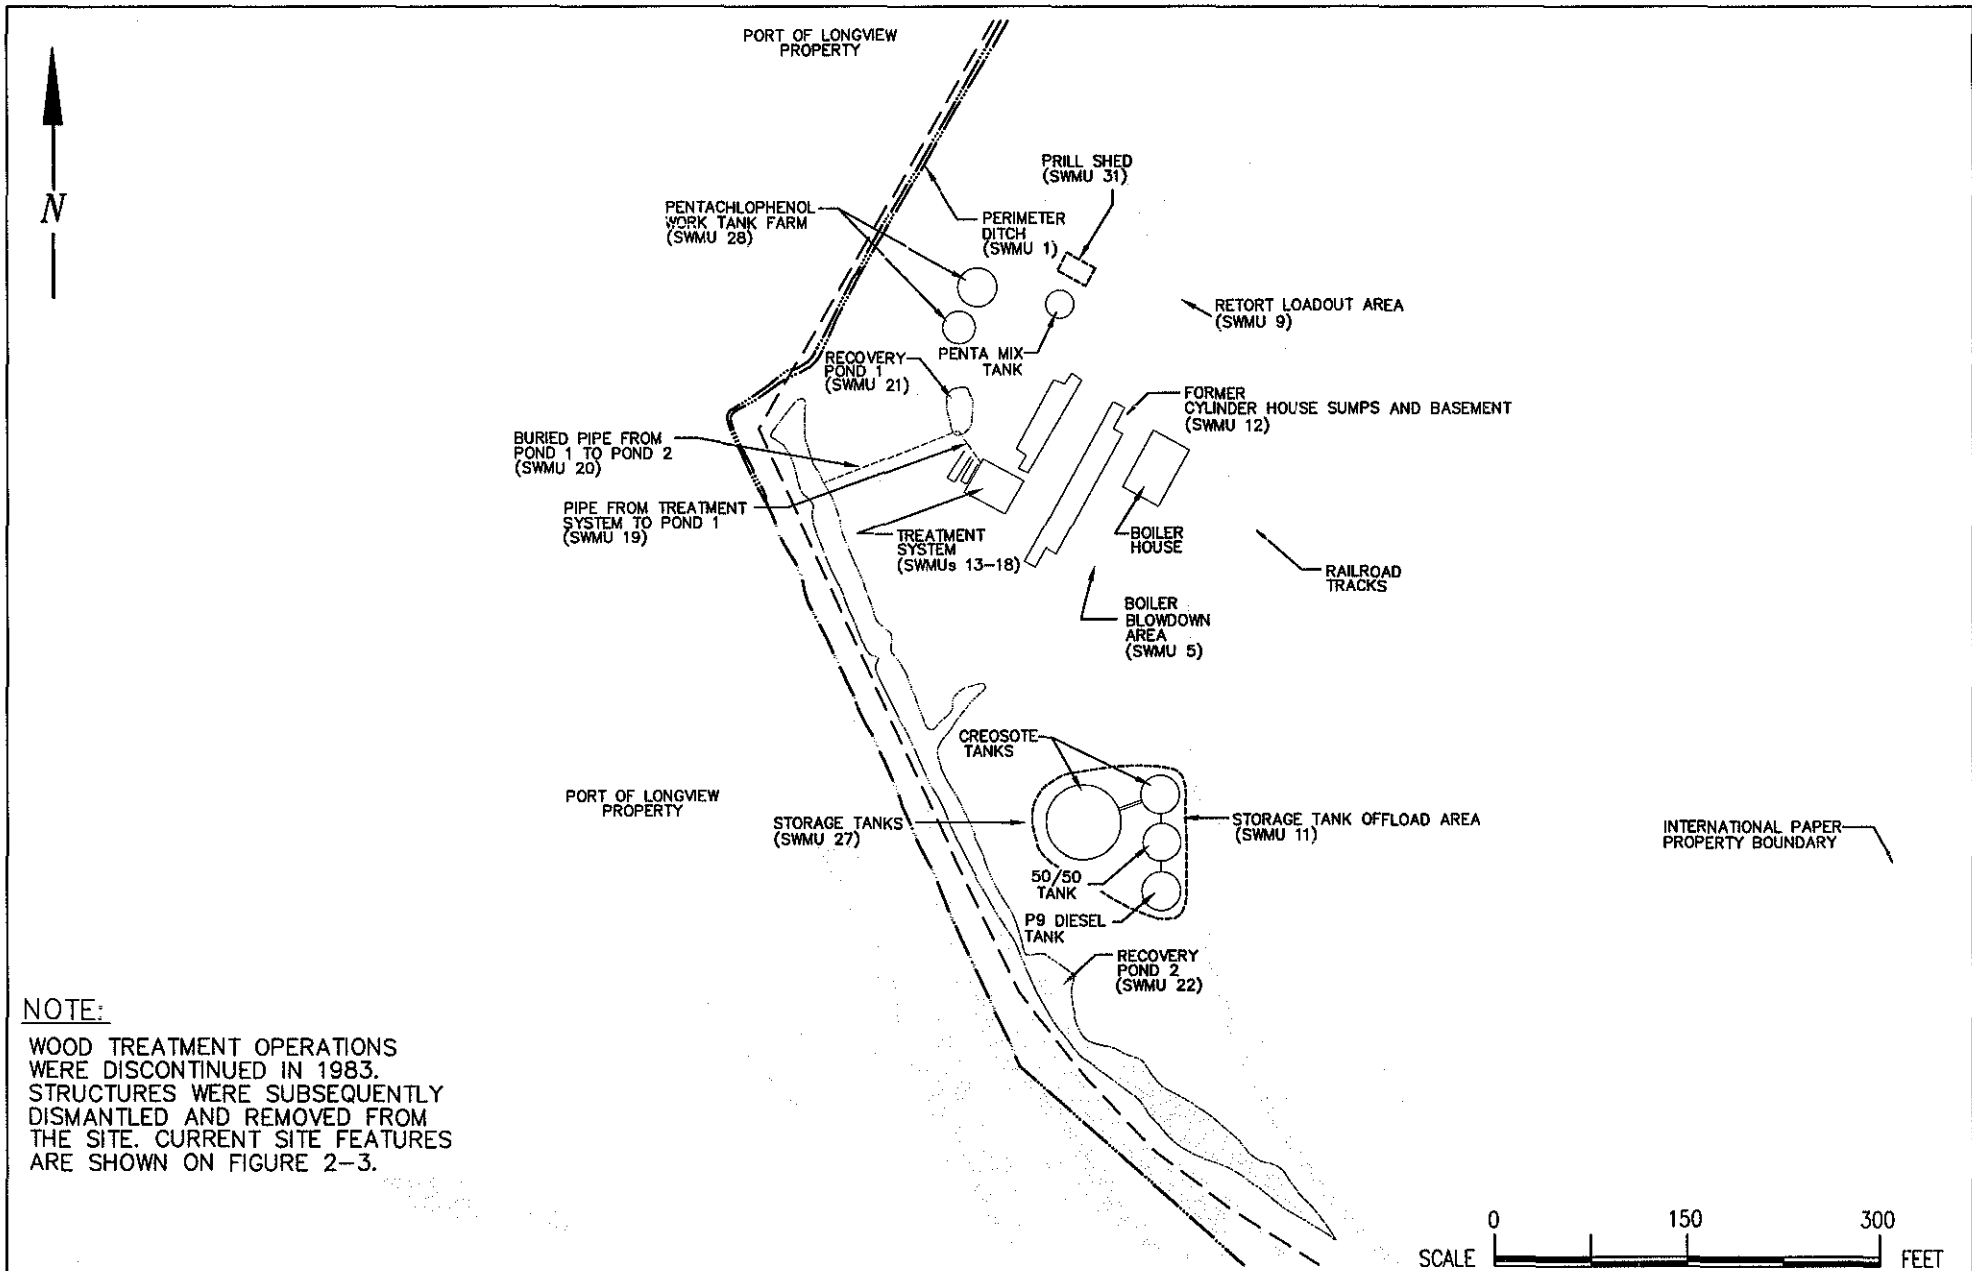 PORT OF LONGVIEW
PROPERTY
N
PRILL SHED
(SWMU 31)
PENTACHLOPHENOL
WORK TANK FARM
(SWMU 28)
PERIMETER
DITCH
(SWMU 1)
RETORT LOADOUT AREA
(SWMU 9)
PENTA MIX
TANK
RECOVERY
POND 1
(SWMU 21)
FORMER
CYLINDER HOUSE SUMPS AND BASEMENT
(SWMU 12)
BURIED PIPE FROM
POND 1 TO POND 2
(SWMU 20)
PIPE FROM TREATMENT
SYSTEM TO POND 1
(SWMU 19)
TREATMENT
SYSTEM
(SWMUs 13-18)
BOILER
HOUSE
RAILROAD
TRACKS
BOILER
BLOWDOWN
AREA
(SWMU 5)
CREOSOTE
TANKS
PORT OF LONGVIEW
PROPERTY
STORAGE TANKS
(SWMU 27)
STORAGE TANK OFFLOAD AREA
(SWMU 11)
INTERNATIONAL PAPER
PROPERTY BOUNDARY
50/50
TANK
P9 DIESEL
TANK
RECOVERY
POND 2
(SWMU 22)
NOTE:
WOOD TREATMENT OPERATIONS
WERE DISCONTINUED IN 1983.
STRUCTURES WERE SUBSEQUENTLY
DISMANTLED AND REMOVED FROM
THE SITE. CURRENT SITE FEATURES
ARE SHOWN ON FIGURE 2-3.
0 150 300
SCALE FEET